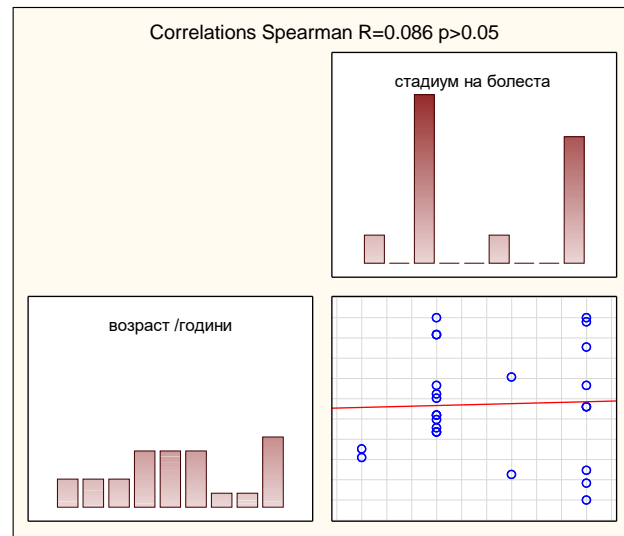 Correlations Spearman R=0.086 p>0.05
стадиум на болеста
возраст /години